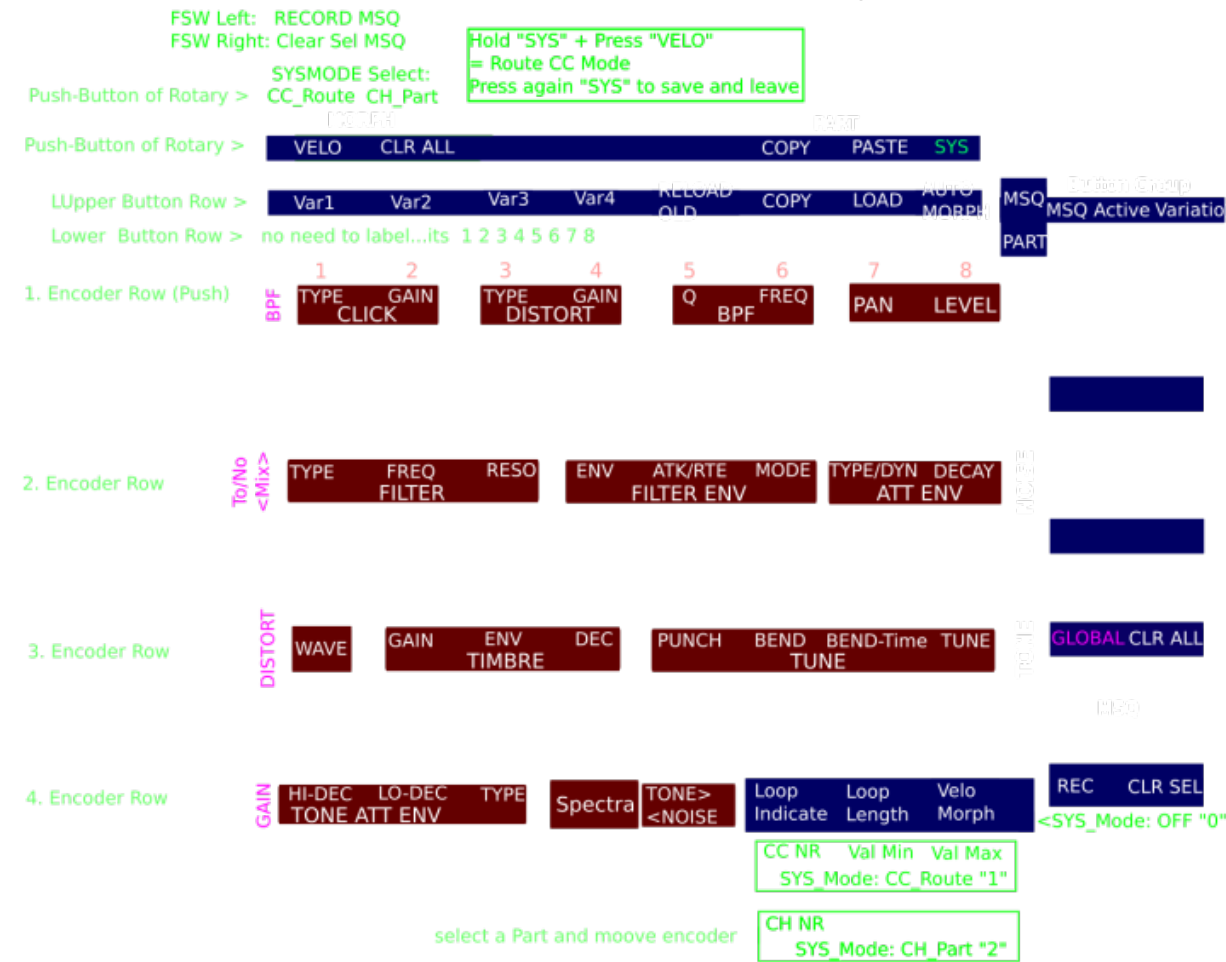 FSW Left: RECORD MSQ
FSW Right: Clear Sel MSQ
Hold "SYS" + Press "VELO"
= Route CC Mode
Press again "SYS" to save and leave
SYSMODE Select:
Push-Button of Rotary > CC_Route CH_Part
MORPH PART
Push-Button of Rotary > VELO CLR ALL COPY PASTE SYS
LUpper Button Row > Var1 Var2 Var3 Var4 RELOAD OLD COPY LOAD AUTO MORPH
MSQ
PART
Button Group
MSQ Active Variatio
Lower Button Row > no need to label...its 1 2 3 4 5 6 7 8
1 2 3 4 5 6 7 8
1. Encoder Row (Push)
BPF
TYPE GAIN
CLICK
TYPE GAIN
DISTORT
Q FREQ
BPF
PAN LEVEL
2. Encoder Row
To/No
<Mix>
TYPE FREQ RESO
FILTER
ENV ATK/RTE MODE
FILTER ENV
TYPE/DYN DECAY
ATT ENV
3. Encoder Row
DISTORT
WAVE
GAIN ENV DEC
TIMBRE
PUNCH BEND BEND-Time TUNE
TUNE
GLOBAL CLR ALL
MSQ
4. Encoder Row
GAIN
HI-DEC LO-DEC TYPE
TONE ATT ENV
Spectra
TONE>
<NOISE
Loop Indicate
Loop Length
Velo Morph
REC CLR SEL
<SYS_Mode: OFF "0"
CC NR Val Min Val Max
SYS_Mode: CC_Route "1"
select a Part and moove encoder
CH NR
SYS_Mode: CH_Part "2"